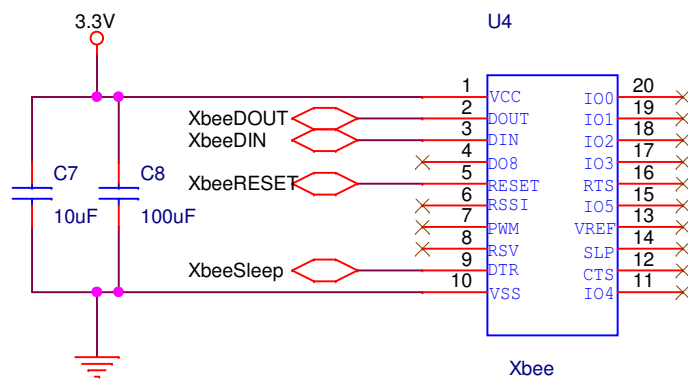 3.3V
U4
1 VCC IO0 20
XbeeDOUT 2 DOUT IO1 19
XbeeDIN 3 DIN IO2 18
4 DO8 IO3 17
XbeeRESET 5 RESET RTS 16
6 RSSI IO5 15
7 PWM VREF 13
8 RSV SLP 14
XbeeSleep 9 DTR CTS 12
10 VSS IO4 11
C7
10uF
C8
100uF
Xbee